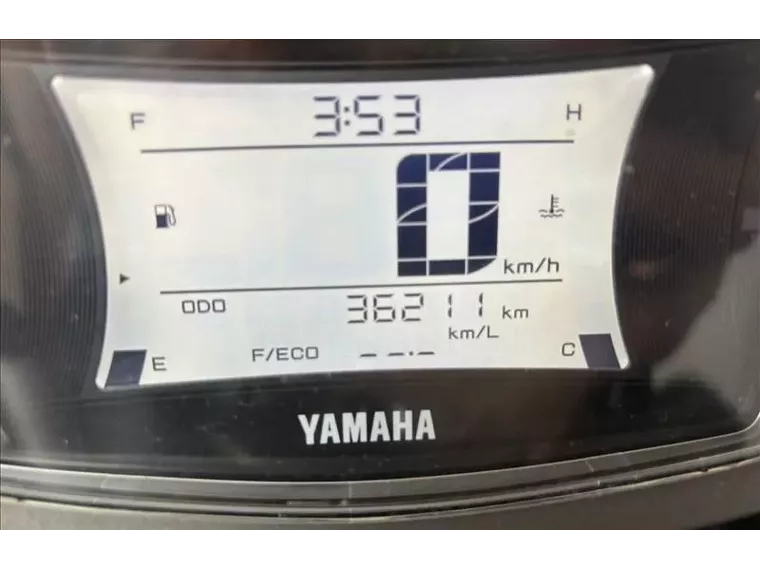 F 3:53 H
0 km/h
ODO 36211 km
km/L
F/ECO --.-
E C
YAMAHA